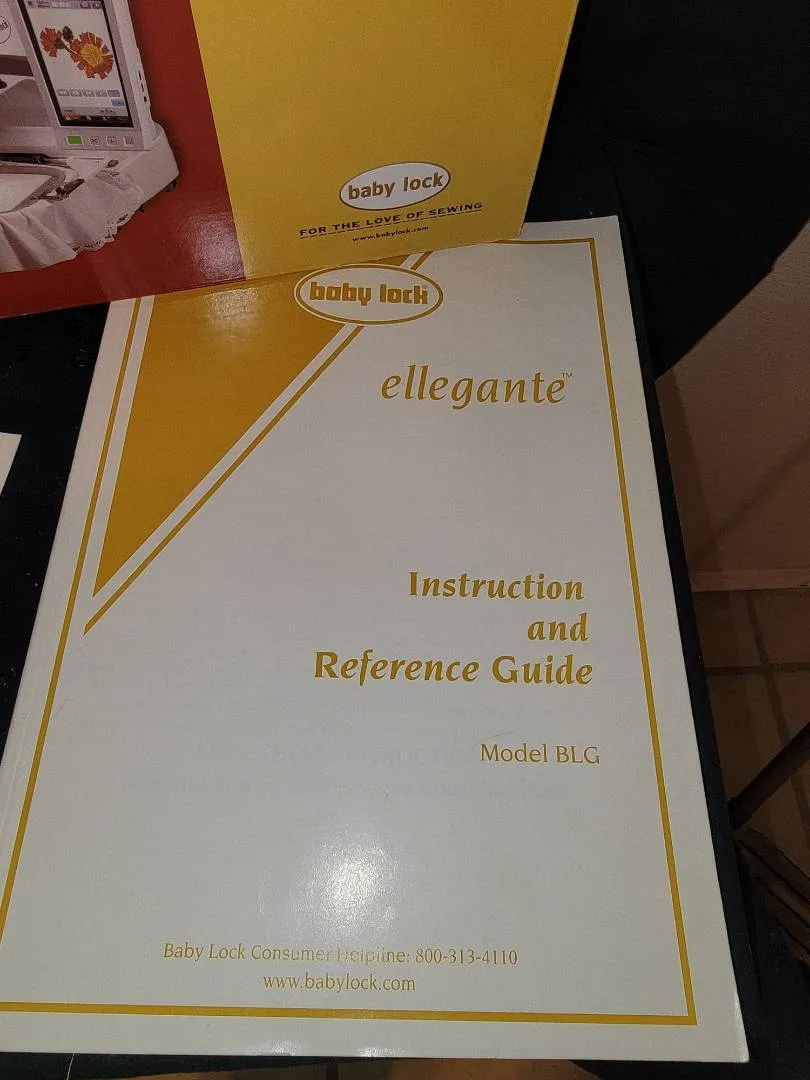 baby lock
FOR THE LOVE OF SEWING
www.babylock.com
baby lock
ellegante™
Instruction
and
Reference Guide
Model BLG
Baby Lock Consumer Helpline: 800-313-4110
www.babylock.com